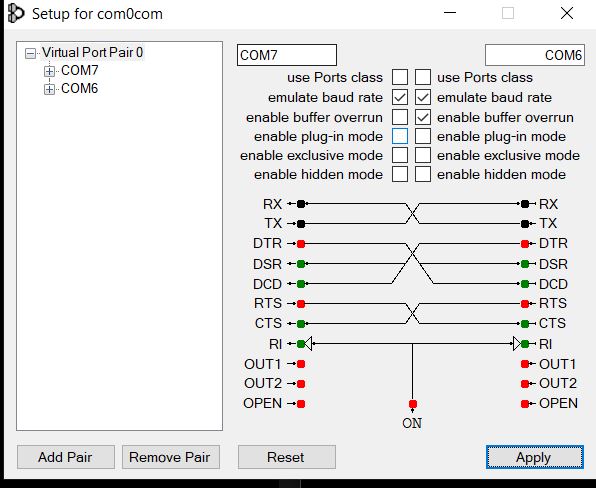 Setup for com0com
Virtual Port Pair 0
COM7
COM6
COM7 COM6
use Ports class use Ports class
emulate baud rate emulate baud rate
enable buffer overrun enable buffer overrun
enable plug-in mode enable plug-in mode
enable exclusive mode enable exclusive mode
enable hidden mode enable hidden mode
RX RX
TX TX
DTR DTR
DSR DSR
DCD DCD
RTS RTS
CTS CTS
RI RI
OUT1 OUT1
OUT2 OUT2
OPEN OPEN
ON
Add Pair Remove Pair Reset Apply